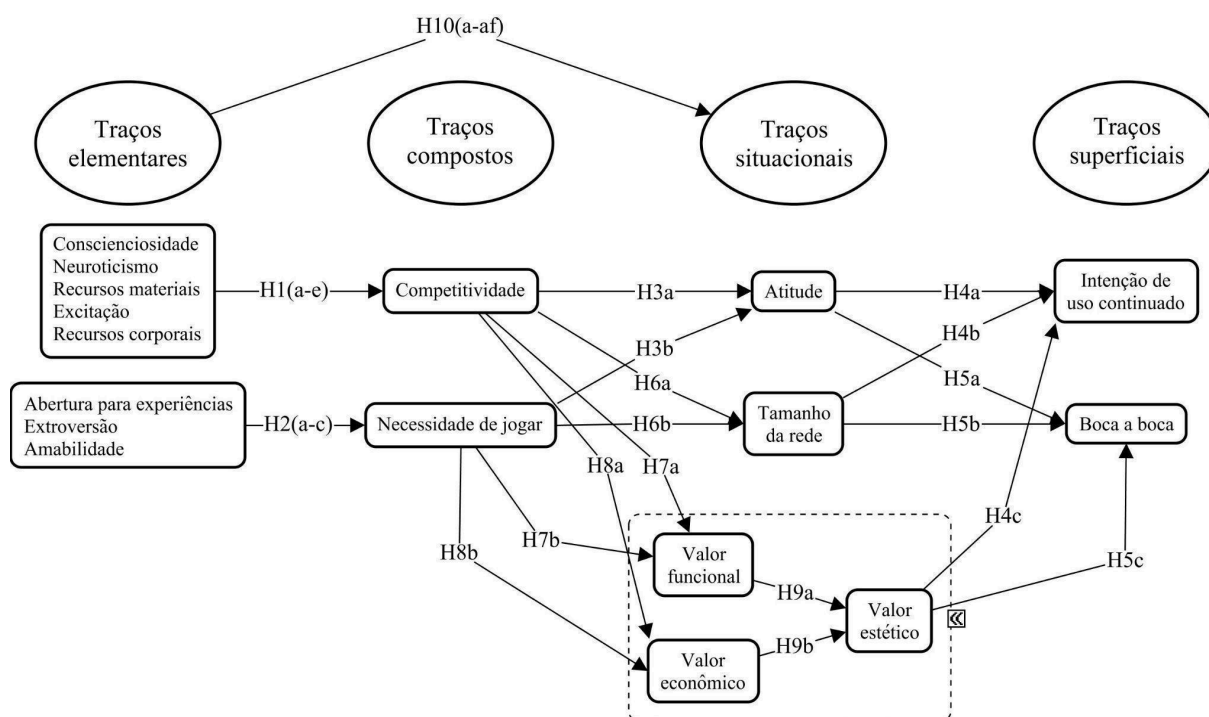 H10(a-af)
Traços
elementares
Traços
compostos
Traços
situacionais
Traços
superficiais
Conscienciosidade
Neuroticismo
Recursos materiais
Excitação
Recursos corporais
H1(a-e)
Competitividade
H3a
Atitude
H4a
Intenção de
uso continuado
H3b
H4b
H6a
H5a
Abertura para experiências
Extroversão
Amabilidade
H2(a-c)
Necessidade de jogar
H6b
Tamanho
da rede
H5b
Boca a boca
H8a
H7a
H4c
H8b
H7b
Valor
funcional
H9a
H5c
Valor
estético
H9b
Valor
econômico